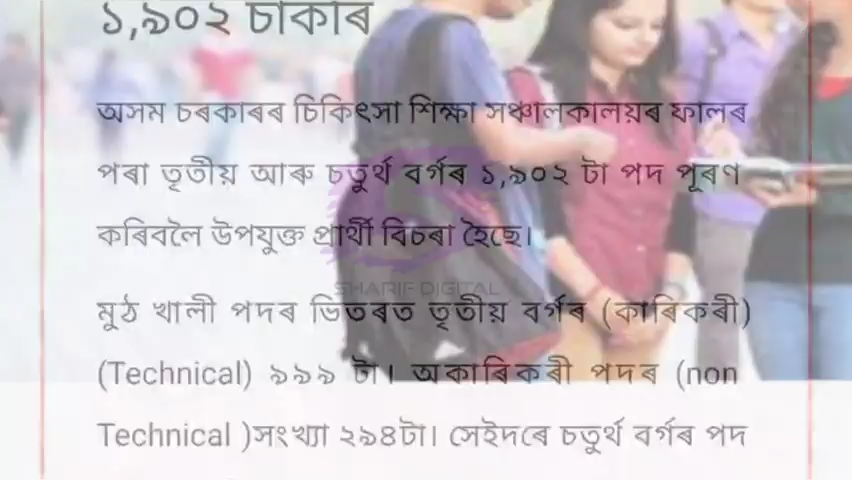 ১,৯০২ চাকৰি
অসম চৰকাৰৰ চিকিৎসা শিক্ষা সঞ্চালকালয়ৰ ফালৰ
পৰা তৃতীয় আৰু চতুৰ্থ বৰ্গৰ ১,৯০২ টা পদ পূৰণ
কৰিবলৈ উপযুক্ত প্ৰাৰ্থী বিচৰা হৈছে।
SHARIF DIGITAL
মুঠ খালী পদৰ ভিতৰত তৃতীয় বৰ্গৰ (কাৰিকৰী)
(Technical) ৯৯৯ টা। অকাৰিকৰী পদৰ (non
Technical )সংখ্যা ২৯৪টা। সেইদৰে চতুৰ্থ বৰ্গৰ পদ